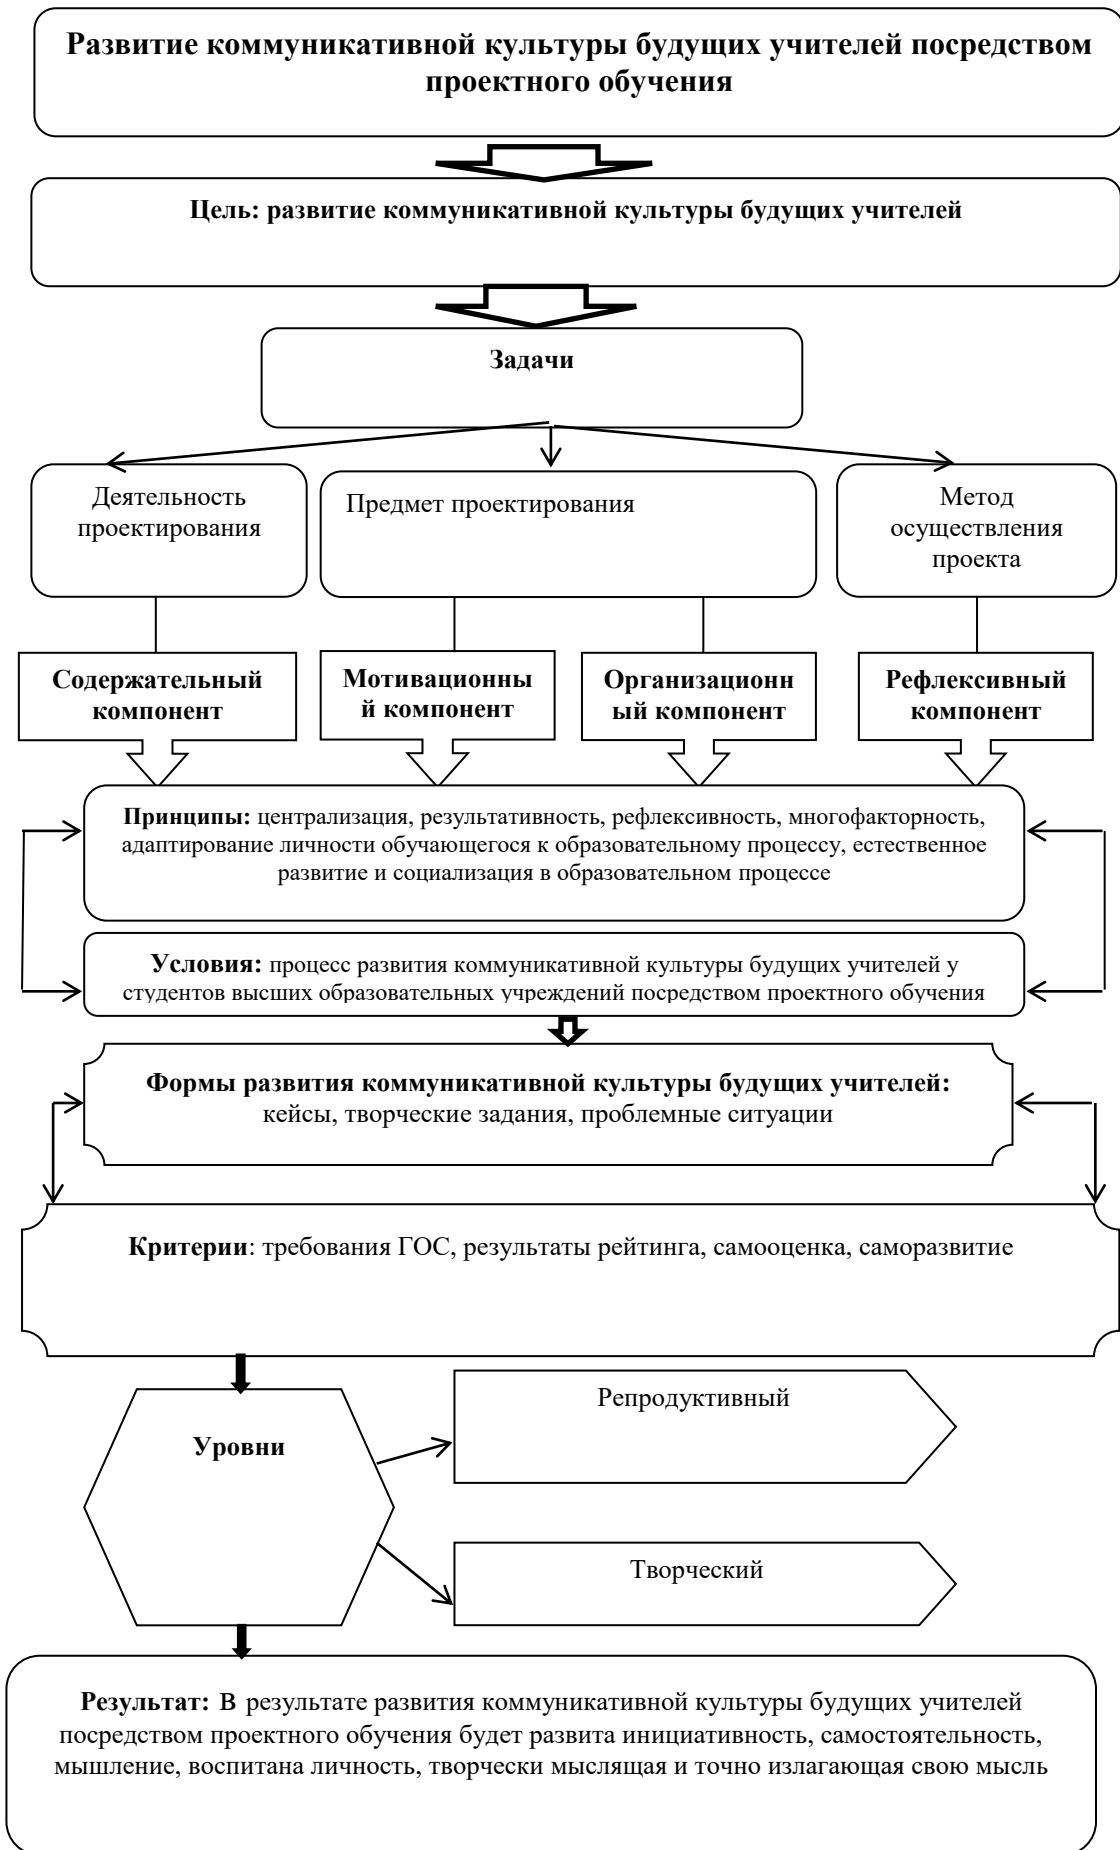 Развитие коммуникативной культуры будущих учителей посредством
проектного обучения
Цель: развитие коммуникативной культуры будущих учителей
Задачи
Деятельность
проектирования
Предмет проектирования
Метод
осуществления
проекта
Содержательный
компонент
Мотивационны
й компонент
Организационн
ый компонент
Рефлексивный
компонент
Принципы: централизация, результативность, рефлексивность, многофакторность,
адаптирование личности обучающегося к образовательному процессу, естественное
развитие и социализация в образовательном процессе
Условия: процесс развития коммуникативной культуры будущих учителей у
студентов высших образовательных учреждений посредством проектного обучения
Формы развития коммуникативной культуры будущих учителей:
кейсы, творческие задания, проблемные ситуации
Критерии: требования ГОС, результаты рейтинга, самооценка, саморазвитие
Уровни
Репродуктивный
Творческий
Результат: В результате развития коммуникативной культуры будущих учителей
посредством проектного обучения будет развита инициативность, самостоятельность,
мышление, воспитана личность, творчески мыслящая и точно излагающая свою мысль